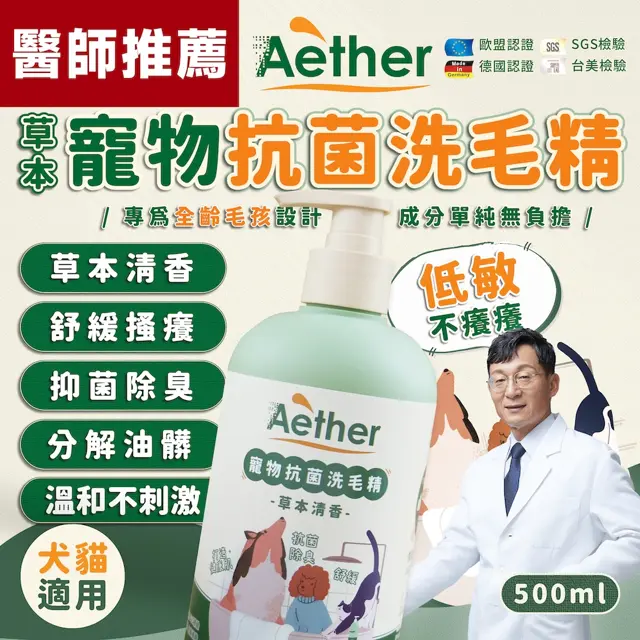 醫師推薦
Aether
歐盟認證
SGS
SGS檢驗
Made in Germany
德國認證
台美檢驗
草本寵物抗菌洗毛精
/ 專為全齡毛孩設計 成分單純無負擔 /
草本清香
舒緩搔癢
抑菌除臭
分解油髒
溫和不刺激
低敏
不癢癢
Aether
寵物抗菌洗毛精
-草本清香-
抗菌
除臭
舒緩
犬貓
適用
500ml